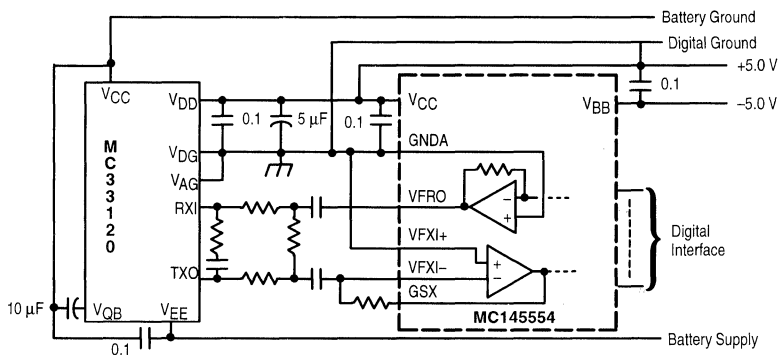 Battery Ground
Digital Ground
+5.0 V
0.1
–5.0 V
VCC
VDD
0.1
5 µF
0.1
VCC
VBB
MC33120
VDG
GNDA
VAG
RXI
VFRO
VFXI+
Digital
Interface
TXO
VFXI–
GSX
10 µF
VQB
VEE
MC145554
0.1
Battery Supply